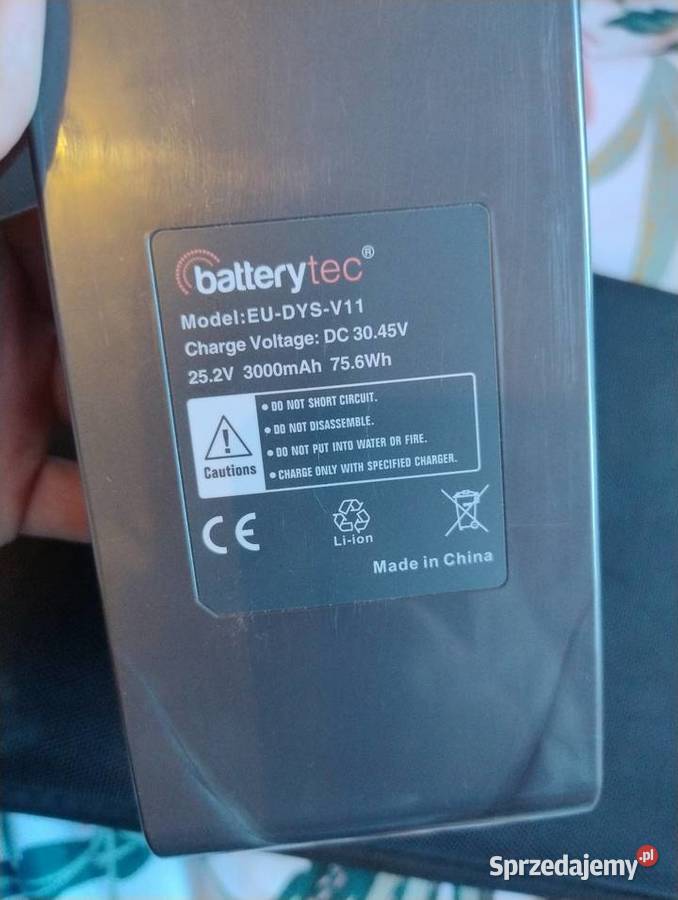 batterytec®
Model:EU-DYS-V11
Charge Voltage: DC 30.45V
25.2V 3000mAh 75.6Wh
• DO NOT SHORT CIRCUIT.
• DO NOT DISASSEMBLE.
• DO NOT PUT INTO WATER OR FIRE.
• CHARGE ONLY WITH SPECIFIED CHARGER.
Cautions
CE
Li-ion
Made in China
Sprzedajemy.pl